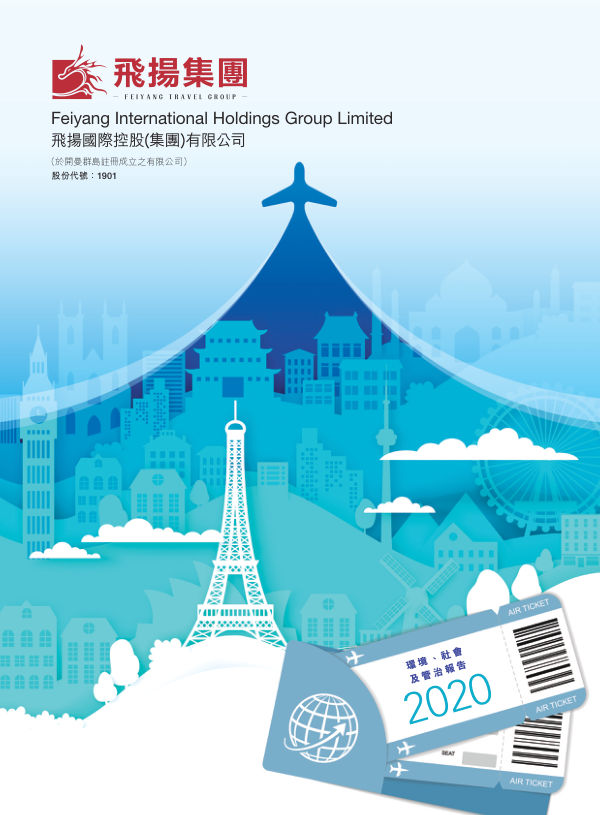 飛揚集團
FEIYANG TRAVEL GROUP
Feiyang International Holdings Group Limited
飛揚國際控股(集團)有限公司
(於開曼群島註冊成立之有限公司)
股份代號：1901
AIR TICKET
環境、社會
及管治報告
2020
AIR TICKET
SEAT
AIR TICKET